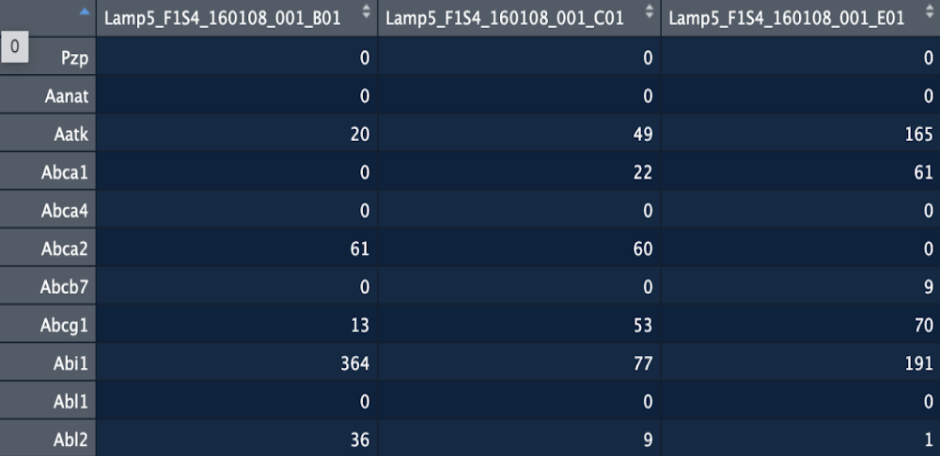 Lamp5_F1S4_160108_001_B01 Lamp5_F1S4_160108_001_C01 Lamp5_F1S4_160108_001_E01
0
Pzp 0 0 0
Aanat 0 0 0
Aatk 20 49 165
Abca1 0 22 61
Abca4 0 0 0
Abca2 61 60 0
Abcb7 0 0 9
Abcg1 13 53 70
Abi1 364 77 191
Abl1 0 0 0
Abl2 36 9 1